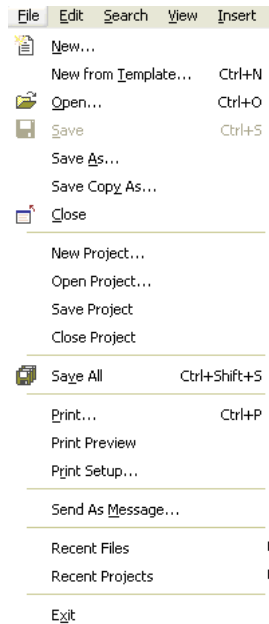 File Edit Search View Insert
New...
New from Template... Ctrl+N
Open... Ctrl+O
Save Ctrl+S
Save As...
Save Copy As...
Close
New Project...
Open Project...
Save Project
Close Project
Save All Ctrl+Shift+S
Print... Ctrl+P
Print Preview
Print Setup...
Send As Message...
Recent Files
Recent Projects
Exit